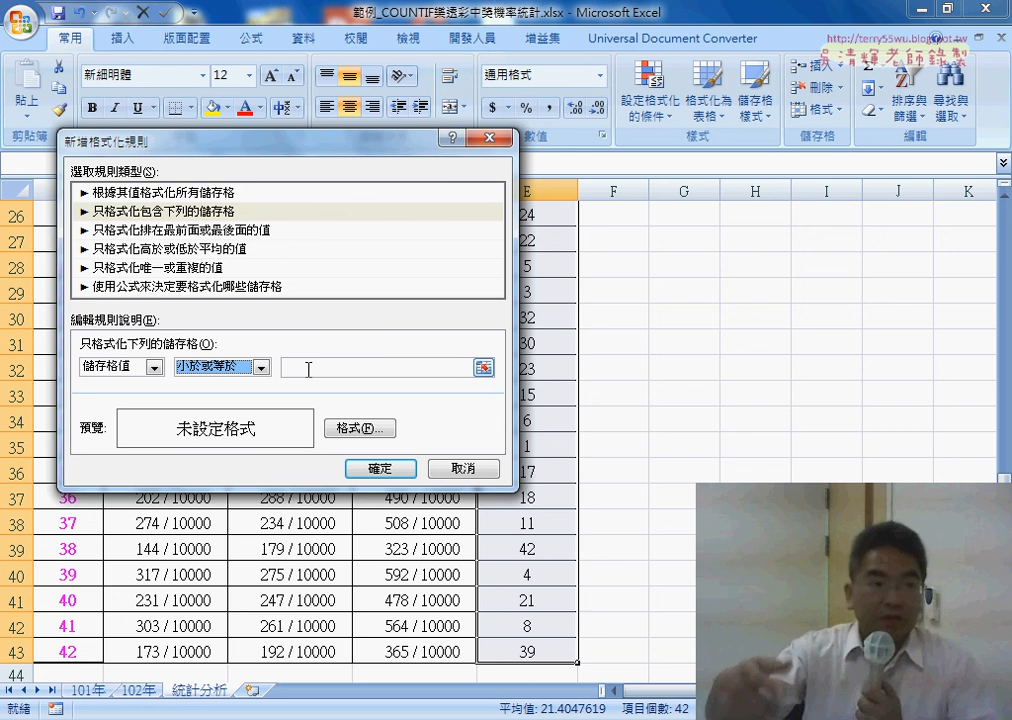 範例_COUNTIF樂透彩中獎機率統計.xlsx - Microsoft Excel
常用 插入 版面配置 公式 資料 校閱 檢視 開發人員 增益集 Universal Document Converter
http://terry55wu.blogspot.tw
吳清輝老師錄製
貼上
新細明體 12
B I U
通用格式
$ % ,
設定格式化的條件
格式化為表格
儲存格樣式
插入
刪除
格式
排序與篩選
尋找與選取
剪貼簿 數值 樣式 儲存格 編輯
新增格式化規則
選取規則類型(S):
► 根據其值格式化所有儲存格
► 只格式化包含下列的儲存格
► 只格式化排在最前面或最後面的值
► 只格式化高於或低於平均的值
► 只格式化唯一或重複的值
► 使用公式來決定要格式化哪些儲存格
編輯規則說明(E):
只格式化下列的儲存格(O):
儲存格值 小於或等於
預覽: 未設定格式 格式(F)...
確定 取消
E F G H I J K
26 24
27 22
28 5
29 3
30 32
31 30
32 23
33 15
34 6
35 1
36 17
37 36 202 / 10000 288 / 10000 490 / 10000 18
38 37 274 / 10000 234 / 10000 508 / 10000 11
39 38 144 / 10000 179 / 10000 323 / 10000 42
40 39 317 / 10000 275 / 10000 592 / 10000 4
41 40 231 / 10000 247 / 10000 478 / 10000 21
42 41 303 / 10000 261 / 10000 564 / 10000 8
43 42 173 / 10000 192 / 10000 365 / 10000 39
44
101年 102年 統計分析
就緒 平均值: 21.4047619 項目個數: 42